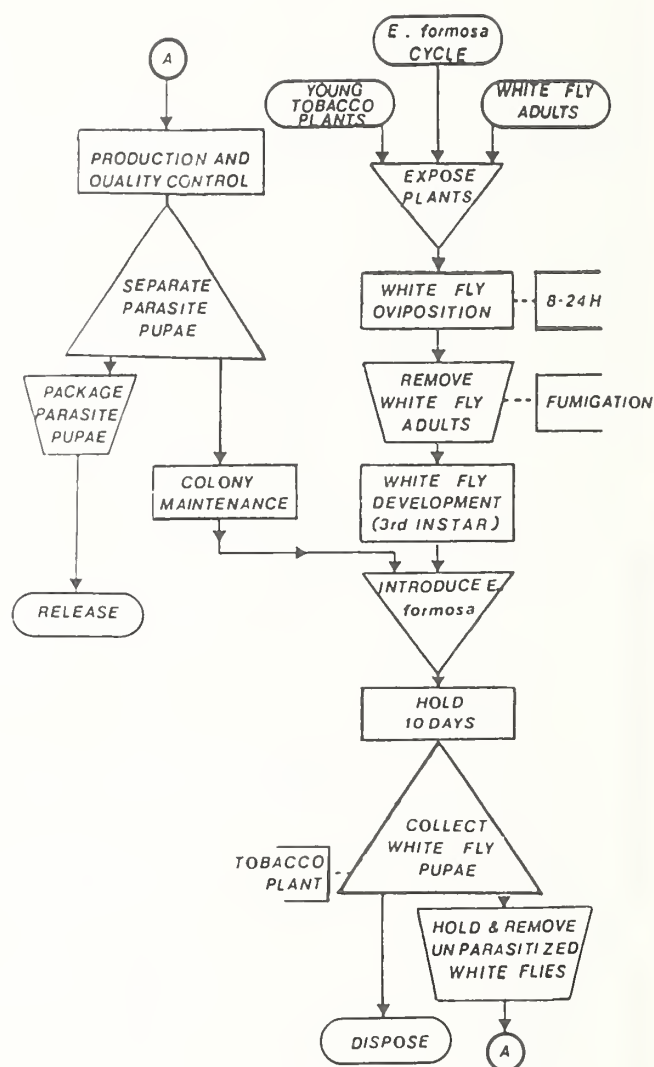 E. formosa
CYCLE
YOUNG
TOBACCO
PLANTS
WHITE FLY
ADULTS
EXPOSE
PLANTS
WHITE FLY
OVIPOSITION
8-24H
REMOVE
WHITE FLY
ADULTS
FUMIGATION
WHITE FLY
DEVELOPMENT
(3rd INSTAR)
INTRODUCE E.
formosa
HOLD
10 DAYS
COLLECT
WHITE FLY
PUPAE
TOBACCO
PLANT
DISPOSE
HOLD & REMOVE
UNPARASITIZED
WHITE FLIES
A
A
PRODUCTION AND
QUALITY CONTROL
SEPARATE
PARASITE
PUPAE
PACKAGE
PARASITE
PUPAE
RELEASE
COLONY
MAINTENANCE